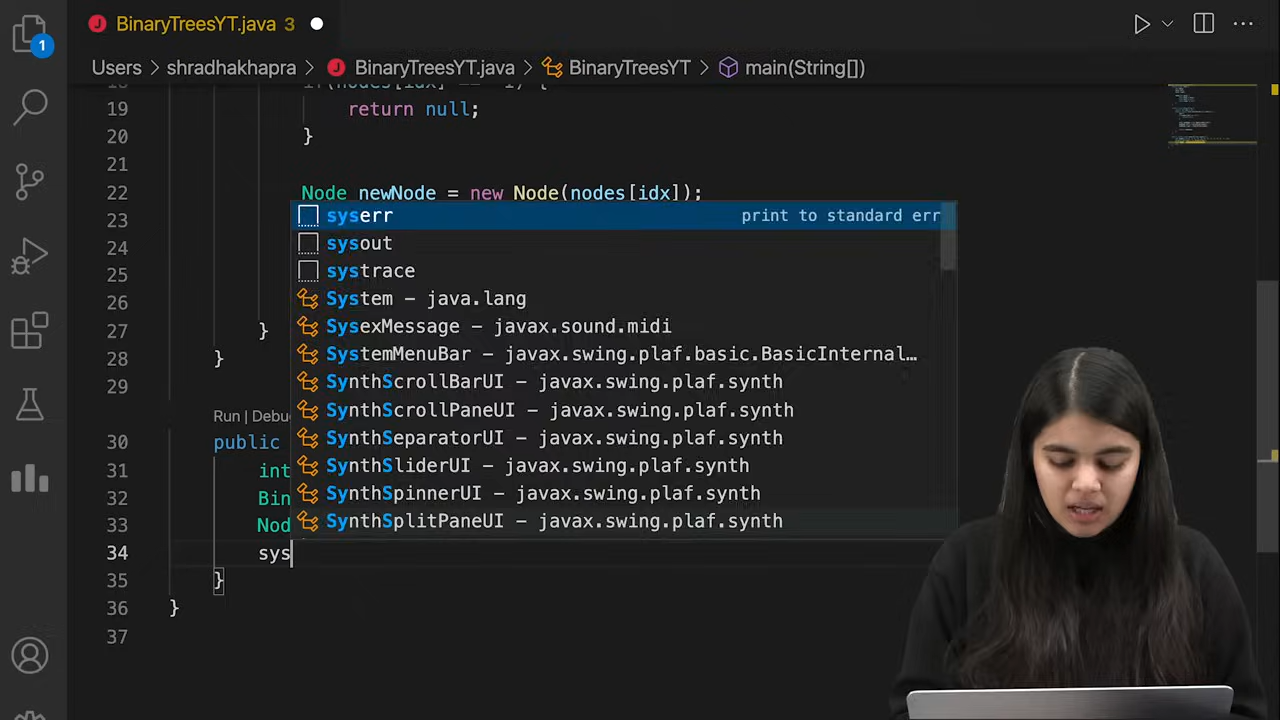 BinaryTreesYT.java 3
1
Users > shradhakhapra > BinaryTreesYT.java > BinaryTreesYT > main(String[])
19 return null;
20 }
21
22 Node newNode = new Node(nodes[idx]);
23
24
25
26
27 }
28 }
29
syserr print to standard err
sysout
systrace
System – java.lang
SysexMessage – javax.sound.midi
SystemMenuBar – javax.swing.plaf.basic.BasicInternal…
SynthScrollBarUI – javax.swing.plaf.synth
SynthScrollPaneUI – javax.swing.plaf.synth
SynthSeparatorUI – javax.swing.plaf.synth
SynthSliderUI – javax.swing.plaf.synth
SynthSpinnerUI – javax.swing.plaf.synth
SynthSplitPaneUI – javax.swing.plaf.synth
Run | Debug
30 public
31 int
32 Bin
33 Nod
34 sys
35 }
36 }
37